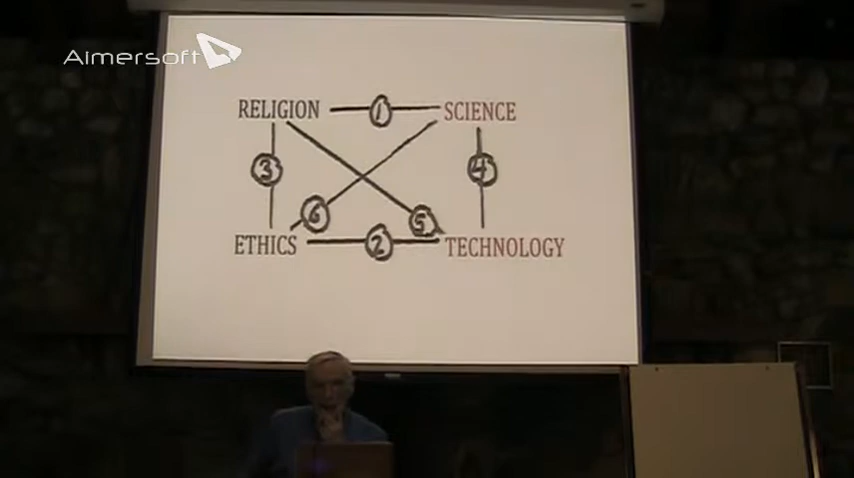 Aimersoft
RELIGION 1 SCIENCE
3 4
6 5
ETHICS 2 TECHNOLOGY